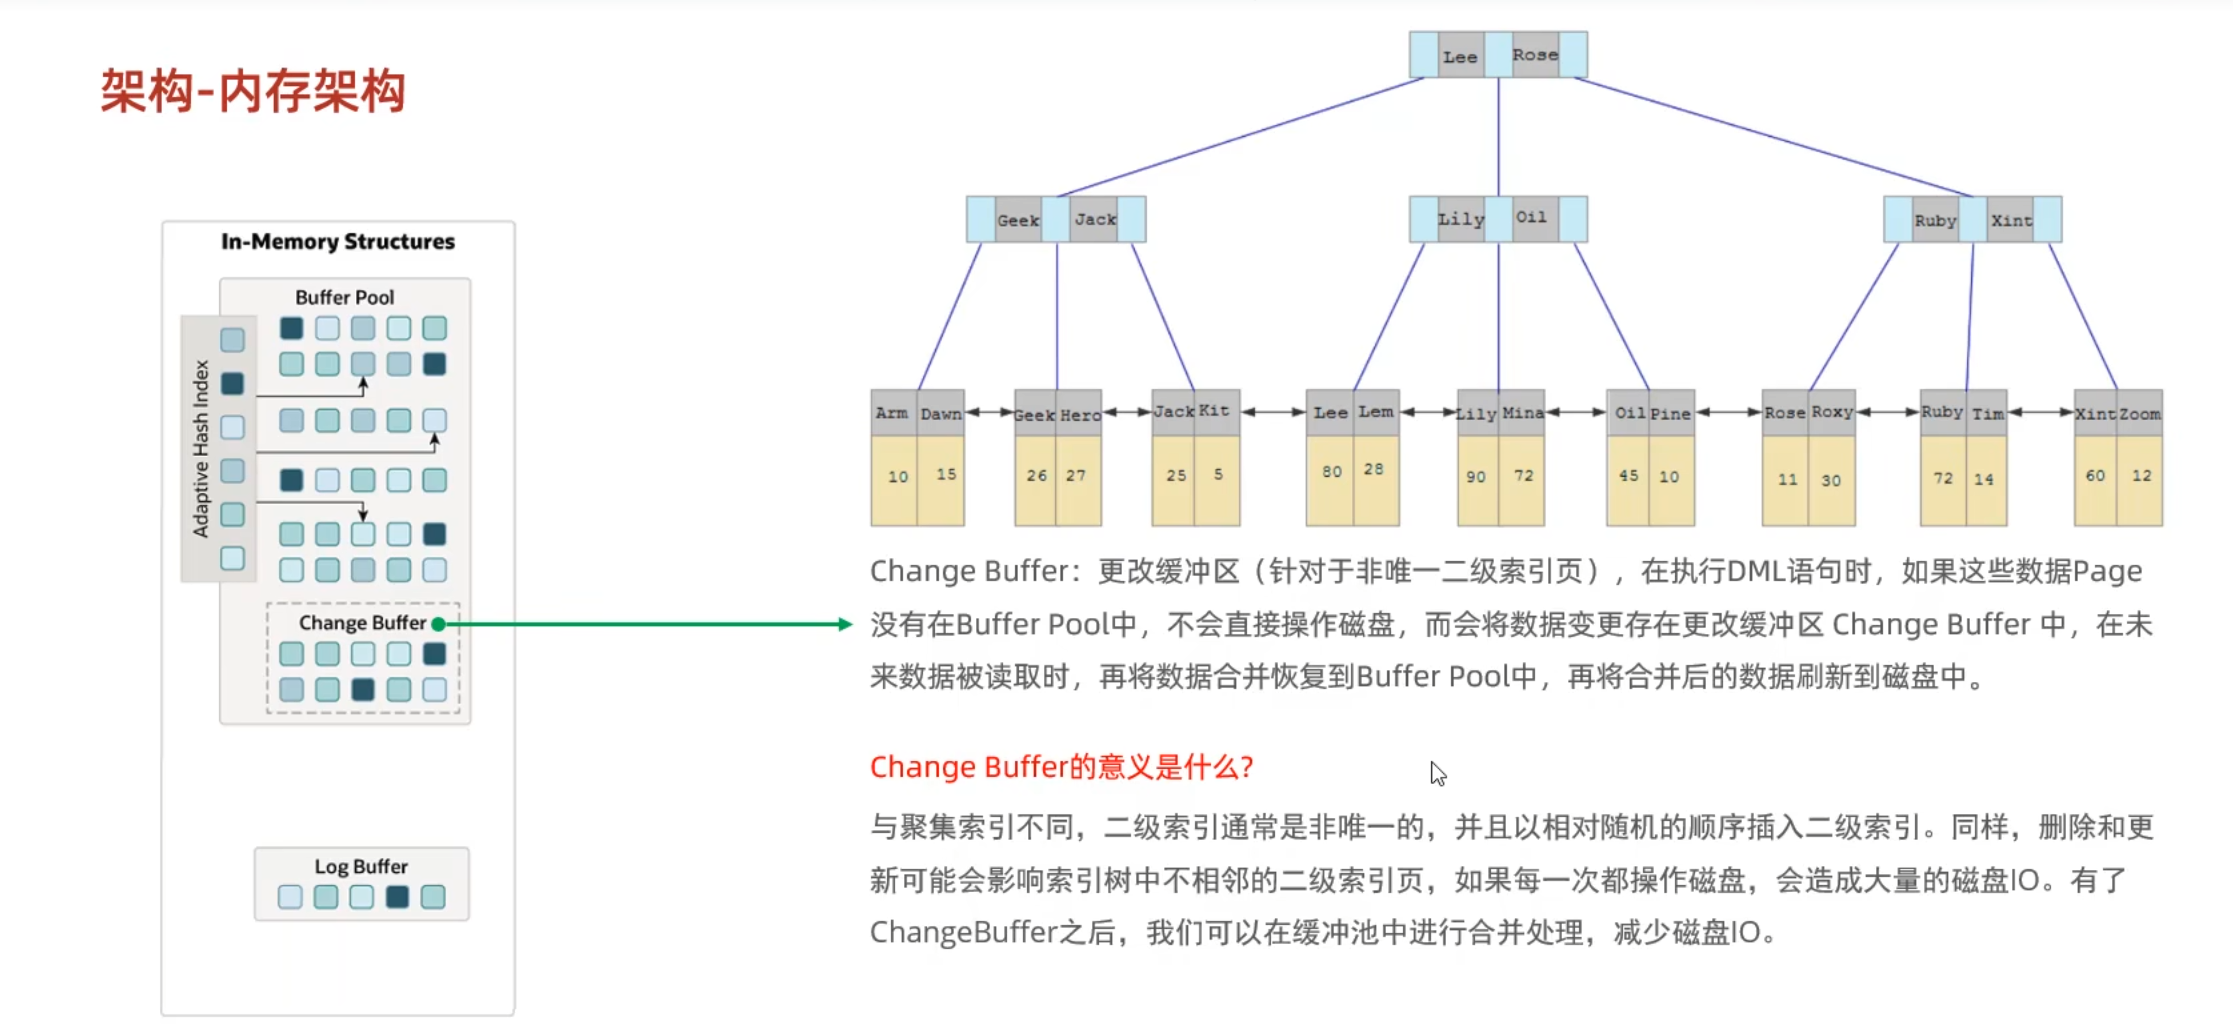 架构-内存架构
In-Memory Structures
Buffer Pool
Adaptive Hash Index
Change Buffer
Log Buffer
Lee Rose
Geek Jack
Lily Oil
Ruby Xint
Arm Dawn Geek Hero Jack Kit Lee Lem Lily Mina Oil Pine Rose Roxy Ruby Tim Xint Zoom
10 15 26 27 25 5 80 28 90 72 45 10 11 30 72 14 60 12
Change Buffer：更改缓冲区（针对于非唯一二级索引页），在执行DML语句时，如果这些数据Page
没有在Buffer Pool中，不会直接操作磁盘，而会将数据变更存在更改缓冲区 Change Buffer 中，在未
来数据被读取时，再将数据合并恢复到Buffer Pool中，再将合并后的数据刷新到磁盘中。
Change Buffer的意义是什么?
与聚集索引不同，二级索引通常是非唯一的，并且以相对随机的顺序插入二级索引。同样，删除和更
新可能会影响索引树中不相邻的二级索引页，如果每一次都操作磁盘，会造成大量的磁盘IO。有了
ChangeBuffer之后，我们可以在缓冲池中进行合并处理，减少磁盘IO。